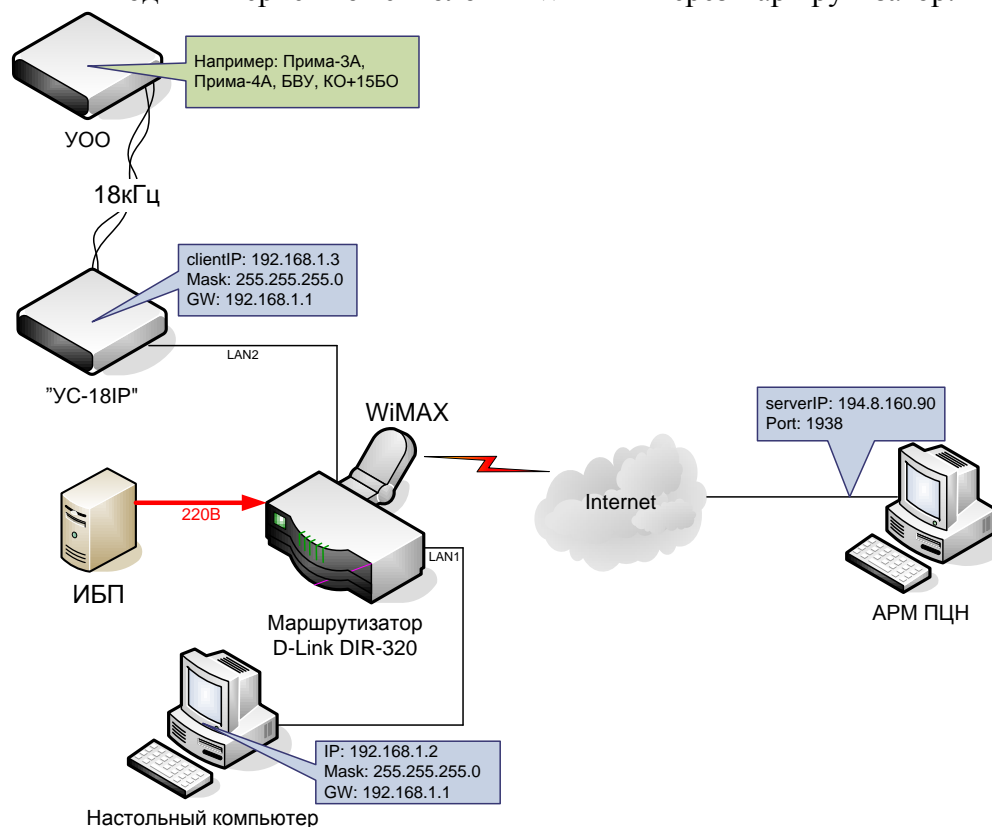 Например: Прима-3А,
Прима-4А, БВУ, КО+15БО
УОО
18кГц
clientIP: 192.168.1.3
Mask: 255.255.255.0
GW: 192.168.1.1
LAN2
"УС-18IP"
WiMAX
serverIP: 194.8.160.90
Port: 1938
Internet
220В
LAN1
ИБП
Маршрутизатор
D-Link DIR-320
АРМ ПЦН
IP: 192.168.1.2
Mask: 255.255.255.0
GW: 192.168.1.1
Настольный компьютер